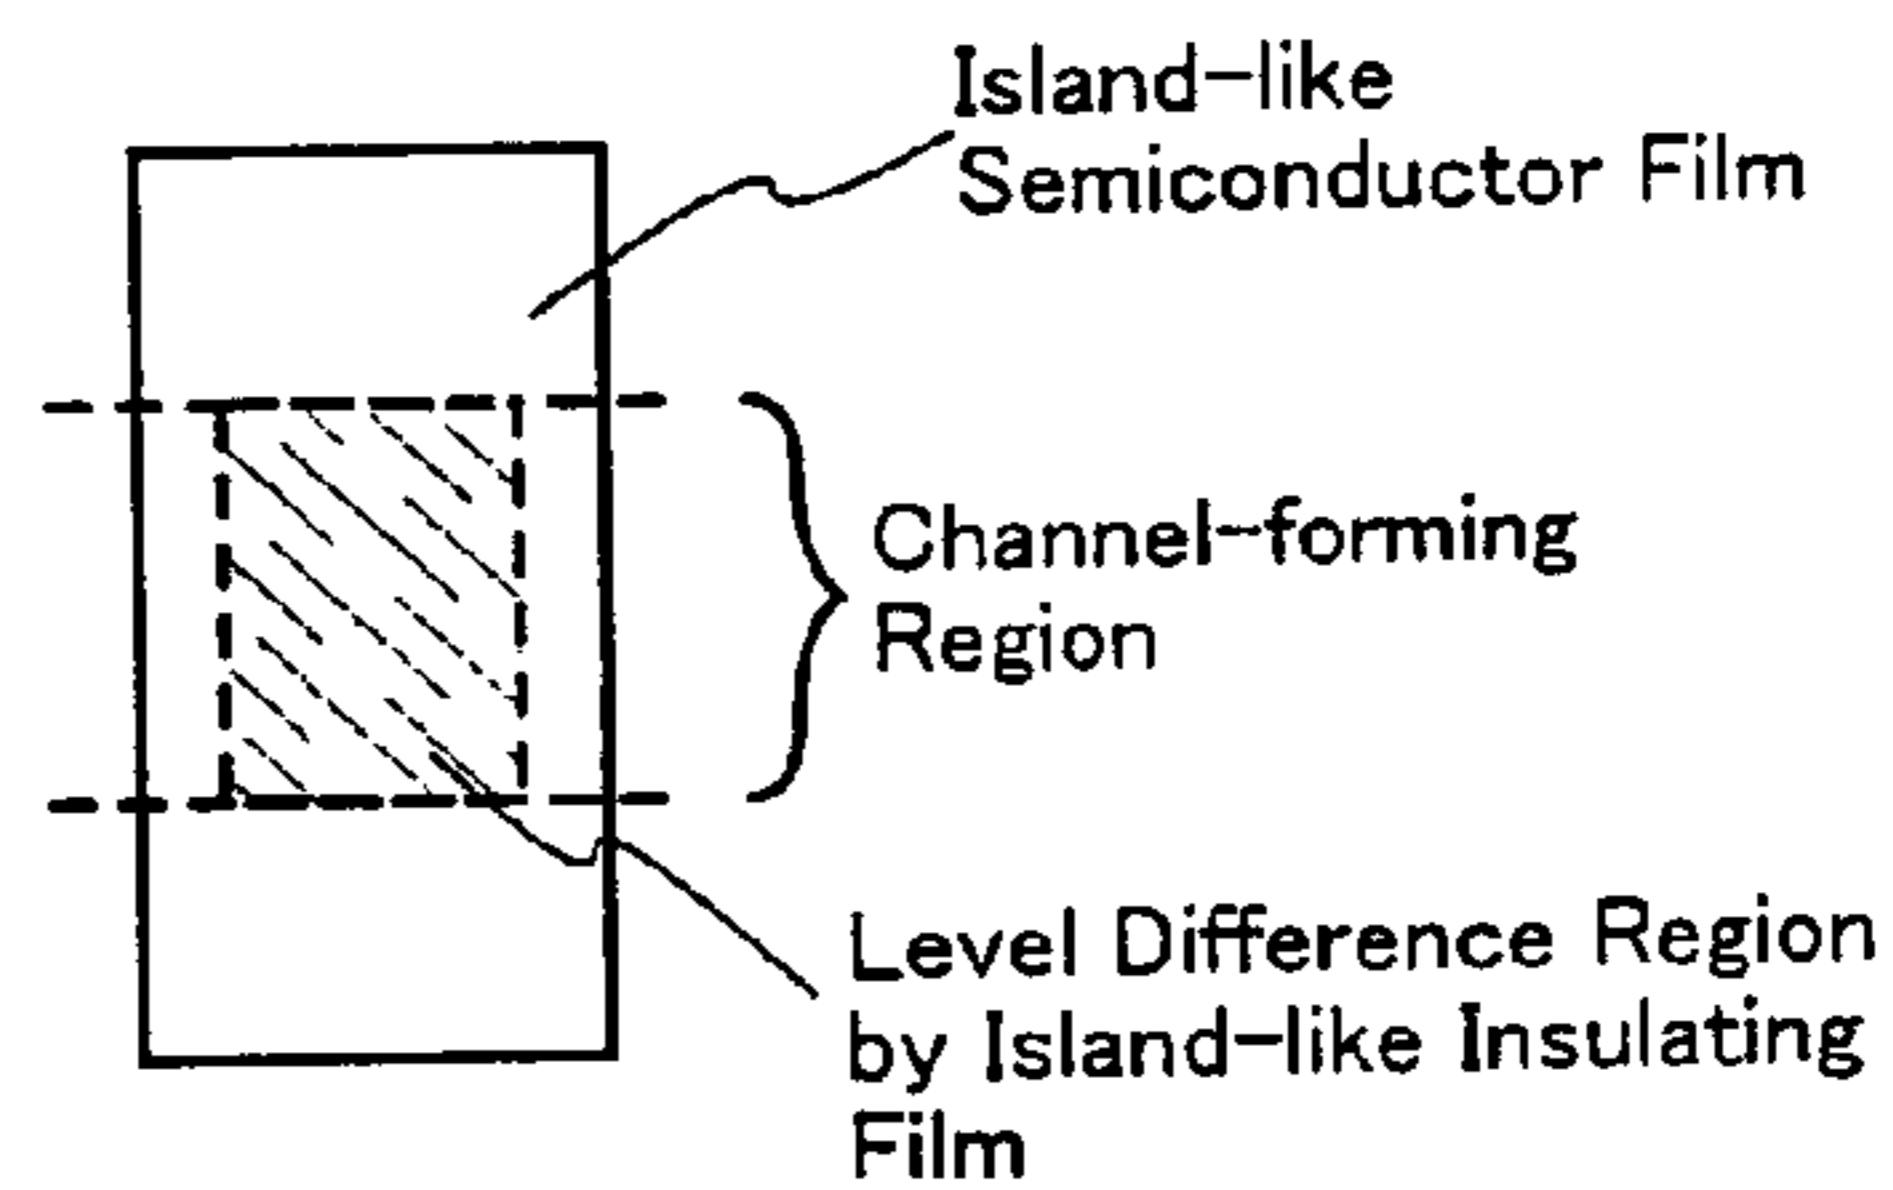 Island-like
Semiconductor Film
Channel-forming
Region
Level Difference Region
by Island-like Insulating
Film